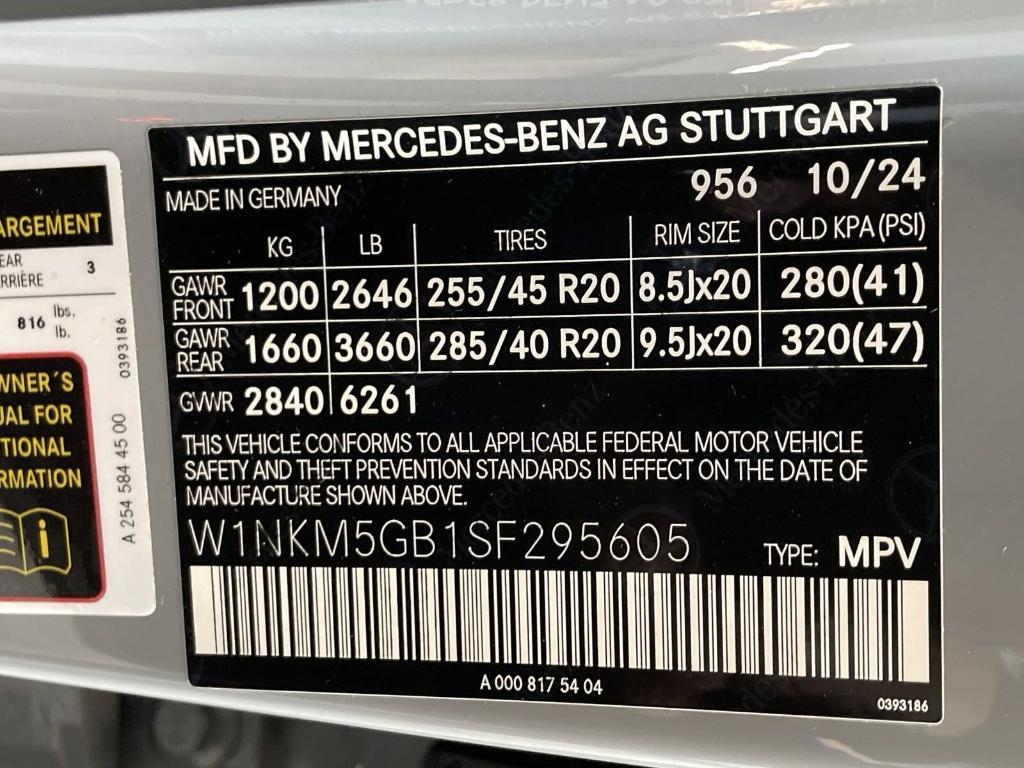 MFD BY MERCEDES-BENZ AG STUTTGART
MADE IN GERMANY 956 10/24
KG LB TIRES RIM SIZE COLD KPA (PSI)
GAWR FRONT 1200 2646 255/45 R20 8.5Jx20 280(41)
GAWR REAR 1660 3660 285/40 R20 9.5Jx20 320(47)
GVWR 2840 6261
THIS VEHICLE CONFORMS TO ALL APPLICABLE FEDERAL MOTOR VEHICLE
SAFETY AND THEFT PREVENTION STANDARDS IN EFFECT ON THE DATE OF
MANUFACTURE SHOWN ABOVE.
W1NKM5GB1SF295605 TYPE: MPV
A 000 817 54 04
0393186
ARGEMENT
EAR
RRIÈRE 3
816 lbs.
lb.
WNER´S
UAL FOR
TIONAL
RMATION
i
A 254 584 45 00 0393186